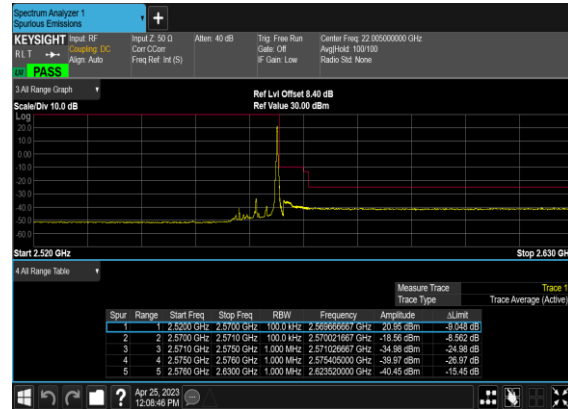 Spectrum Analyzer 1
Spurious Emissions
KEYSIGHT Input: RF Input Z: 50 Ω Atten: 40 dB Trig: Free Run Center Freq: 22.005000000 GHz
RLT Coupling: DC Corr CCorr Gate: Off Avg|Hold: 100/100
Align: Auto Freq Ref: Int (S) IF Gain: Low Radio Std: None
PASS
3 All Range Graph
Ref Lvl Offset 8.40 dB
Scale/Div 10.0 dB Ref Value 30.00 dBm
Log
20.0
10.0
0.00
-10.0
-20.0
-30.0
-40.0
-50.0
-60.0
Start 2.520 GHz Stop 2.630 GH
4 All Range Table
Measure Trace Trace 1
Trace Type Trace Average (Active)
Spur Range Start Freq Stop Freq RBW Frequency Amplitude ΔLimit
1 1 2.5200 GHz 2.5700 GHz 100.0 kHz 2.569666667 GHz 20.95 dBm -9.048 dB
2 2 2.5700 GHz 2.5710 GHz 100.0 kHz 2.570021667 GHz -18.56 dBm -8.562 dB
3 3 2.5710 GHz 2.5750 GHz 1.000 MHz 2.571026667 GHz -34.98 dBm -24.98 dB
4 4 2.5750 GHz 2.5760 GHz 1.000 MHz 2.575405000 GHz -39.97 dBm -26.97 dB
5 5 2.5760 GHz 2.6300 GHz 1.000 MHz 2.623520000 GHz -40.45 dBm -15.45 dB
? Apr 25, 2023
12:08:46 PM